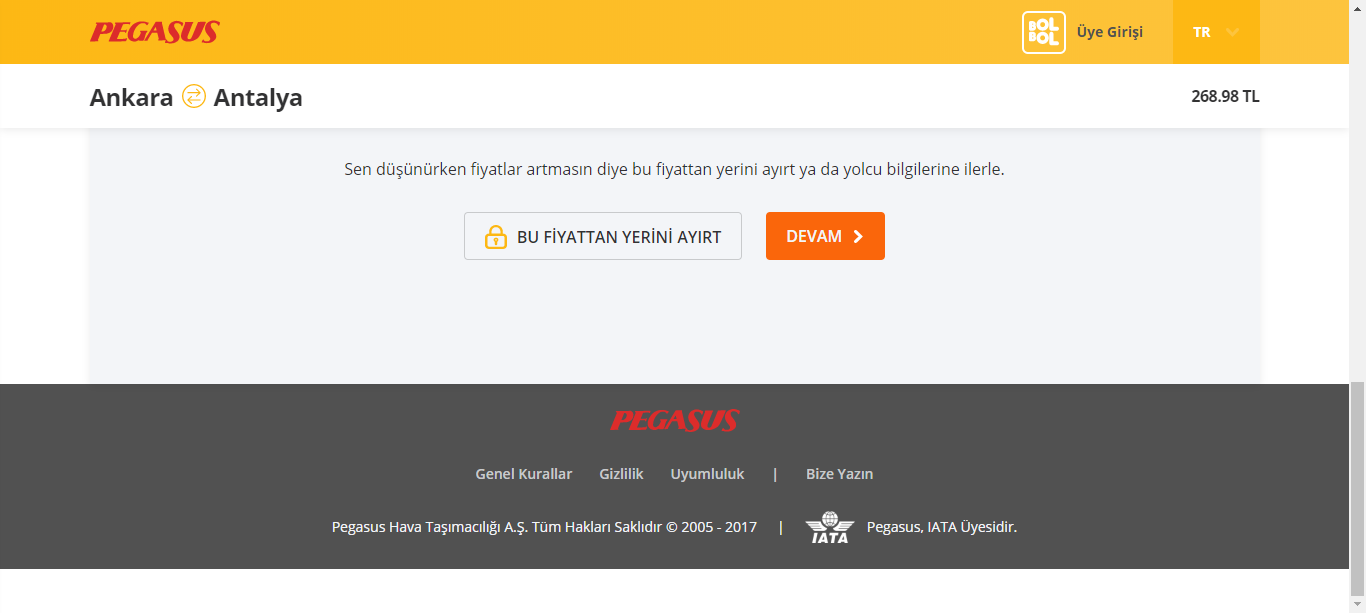 PEGASUS
BOL BOL
Üye Girişi
TR
Ankara Antalya
268.98 TL
Sen düşünürken fiyatlar artmasın diye bu fiyattan yerini ayırt ya da yolcu bilgilerine ilerle.
BU FİYATTAN YERİNİ AYIRT
DEVAM
PEGASUS
Genel Kurallar Gizlilik Uyumluluk | Bize Yazın
Pegasus Hava Taşımacılığı A.Ş. Tüm Hakları Saklıdır © 2005 - 2017 | IATA Pegasus, IATA Üyesidir.